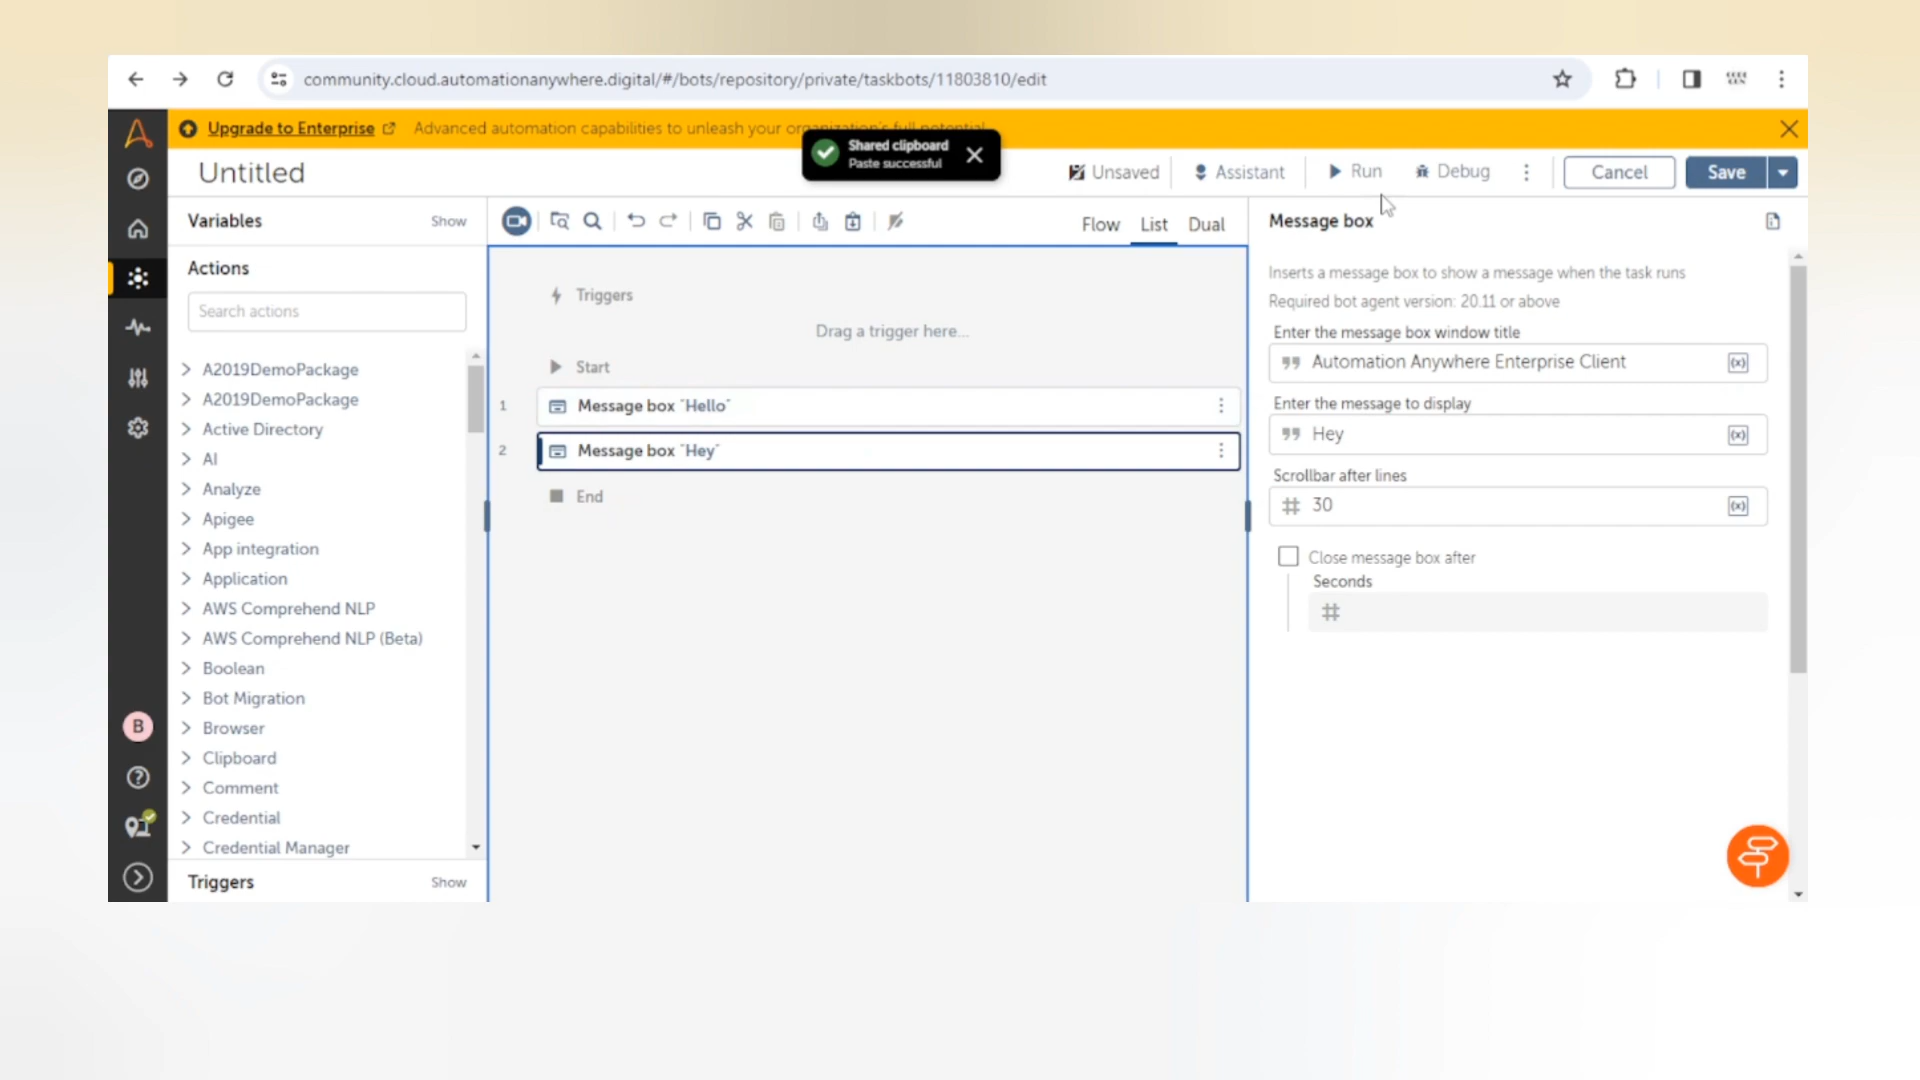 community.cloud.automationanywhere.digital/#/bots/repository/private/taskbots/11803810/edit
Upgrade to Enterprise Advanced automation capabilities to unleash your organization's full potential
Shared clipboard
Paste successful
Untitled
Unsaved
Assistant
Run
Debug
Cancel
Save
Variables Show
Flow List Dual
Message box
Actions
Search actions
A2019DemoPackage
A2019DemoPackage
Active Directory
AI
Analyze
Apigee
App integration
Application
AWS Comprehend NLP
AWS Comprehend NLP (Beta)
Boolean
Bot Migration
Browser
Clipboard
Comment
Credential
Credential Manager
Triggers Show
B
Triggers
Drag a trigger here...
Start
1 Message box "Hello"
2 Message box "Hey"
End
Inserts a message box to show a message when the task runs
Required bot agent version: 20.11 or above
Enter the message box window title
Automation Anywhere Enterprise Client
(x)
Enter the message to display
Hey
(x)
Scrollbar after lines
# 30
(x)
Close message box after
Seconds
#